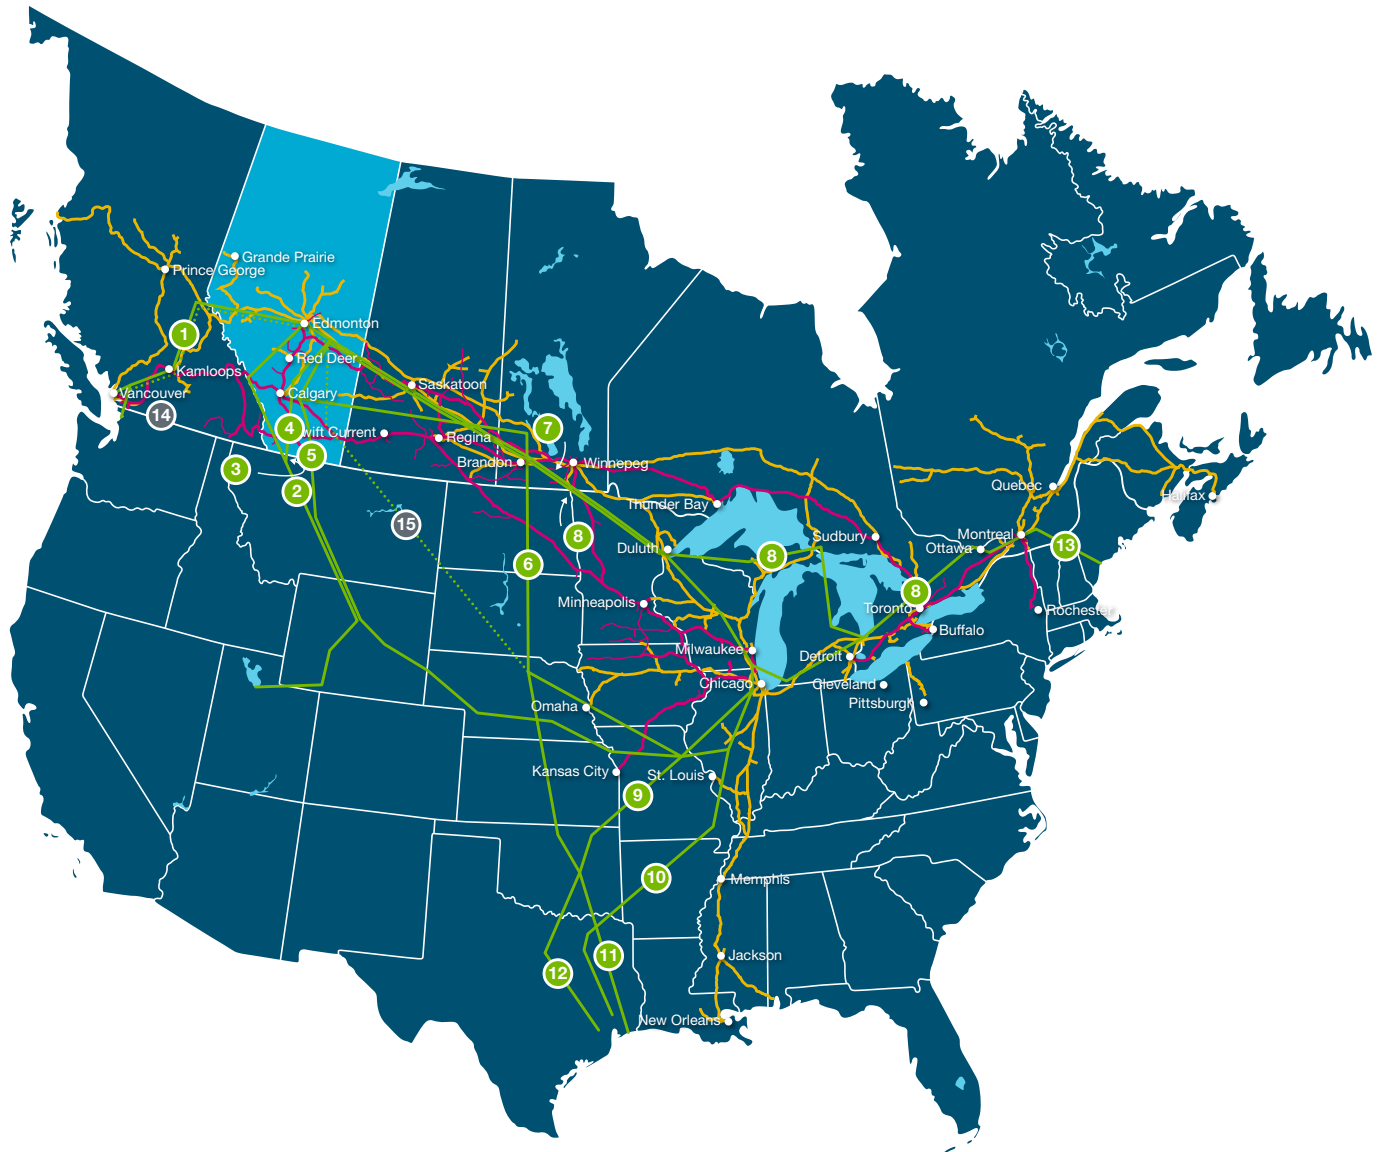 Grande Prairie
Prince George
Edmonton
1
Red Deer
Kamloops
Saskatoon
Vancouver
Calgary
14
4
wift Current
7
Regina
5
3
Brandon
Winnepeg
2
Quebec
Halifax
Thunder Bay
15
8
Sudbury
Montreal
Duluth
8
Ottawa
13
6
8
Minneapolis
Toronto
Rochester
Buffalo
Milwaukee
Detroit
Chicago
Cleveland
Omaha
Pittsburgh
Kansas City
St. Louis
9
10
Memphis
11
Jackson
12
New Orleans